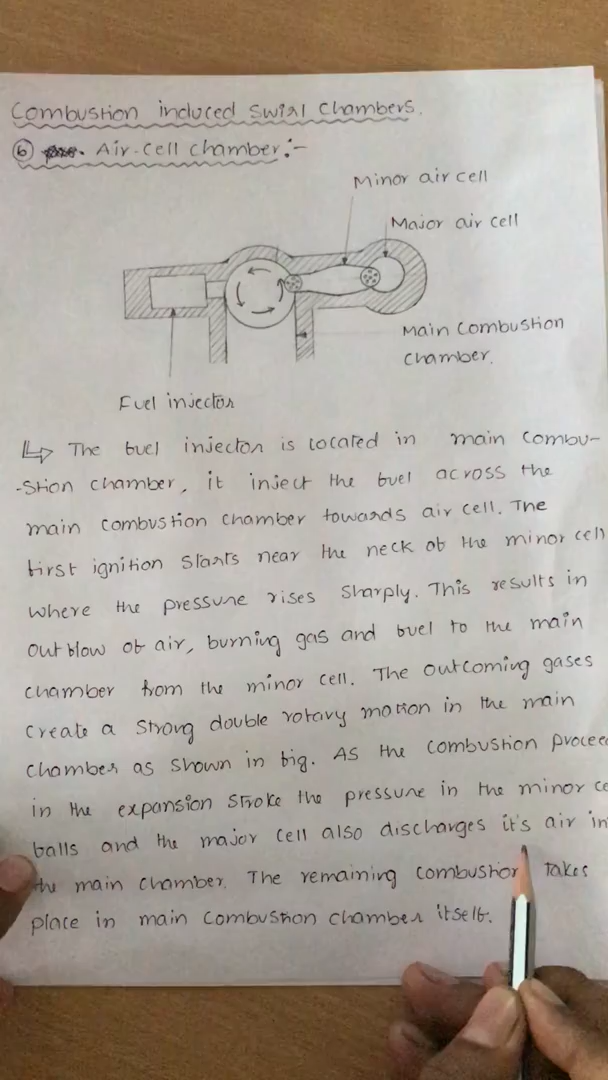 Combustion induced swirl chambers.
⑥ Air-cell chamber:-
Minor air cell
Major air cell
Main combustion
chamber.
Fuel injector
↳ The fuel injector is located in main combu-
-stion chamber, it inject the fuel across the
main combustion chamber towards air cell. The
first ignition starts near the neck of the minor cell
where the pressure rises sharply. This results in
out blow of air, burning gas and fuel to the main
chamber from the minor cell. The outcoming gases
create a strong double rotary motion in the main
chamber as shown in fig. As the combustion proceed
in the expansion stroke the pressure in the minor ce
falls and the major cell also discharges it's air in
the main chamber. The remaining combustion takes
place in main combustion chamber itself.